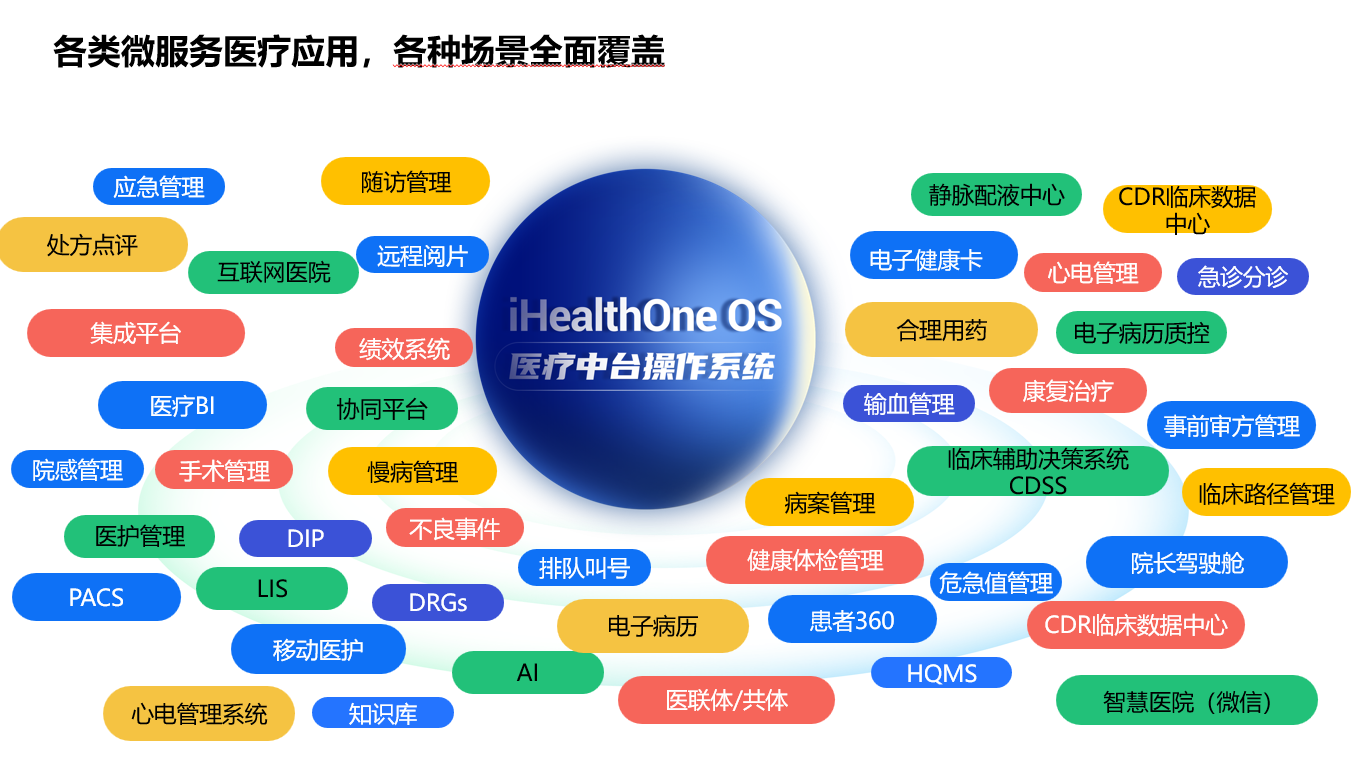 各类微服务医疗应用，各种场景全面覆盖
应急管理
随访管理
处方点评
互联网医院
远程阅片
集成平台
绩效系统
医疗BI
协同平台
院感管理
手术管理
慢病管理
医护管理
DIP
不良事件
PACS
LIS
DRGs
移动医护
AI
心电管理系统
知识库
iHealthOne OS
医疗中台操作系统
静脉配液中心
CDR临床数据
中心
电子健康卡
心电管理
急诊分诊
合理用药
电子病历质控
输血管理
康复治疗
事前审方管理
临床辅助决策系统
CDSS
病案管理
临床路径管理
排队叫号
健康体检管理
危急值管理
院长驾驶舱
电子病历
患者360
CDR临床数据中心
医联体/共体
HQMS
智慧医院（微信）